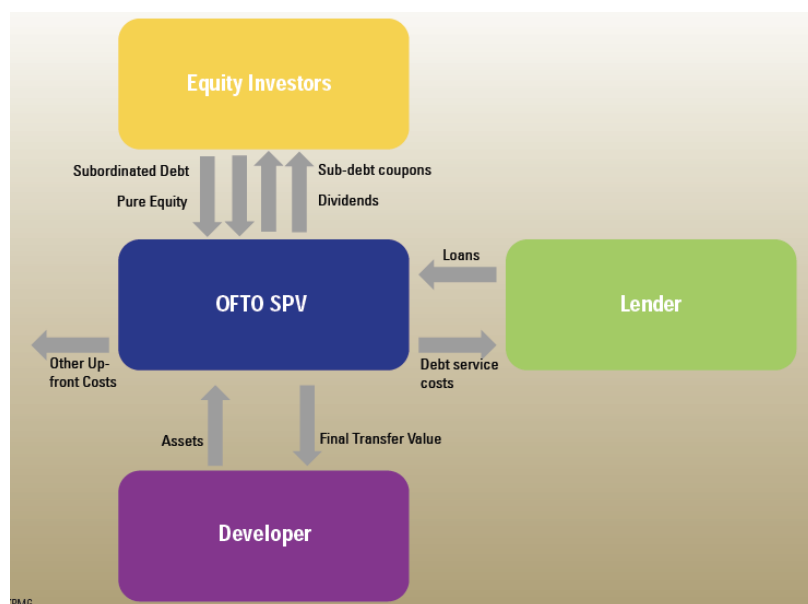 Equity Investors
Subordinated Debt
Sub-debt coupons
Pure Equity
Dividends
Loans
OFTO SPV
Lender
Other Up-
front Costs
Debt service
costs
Assets
Final Transfer Value
Developer